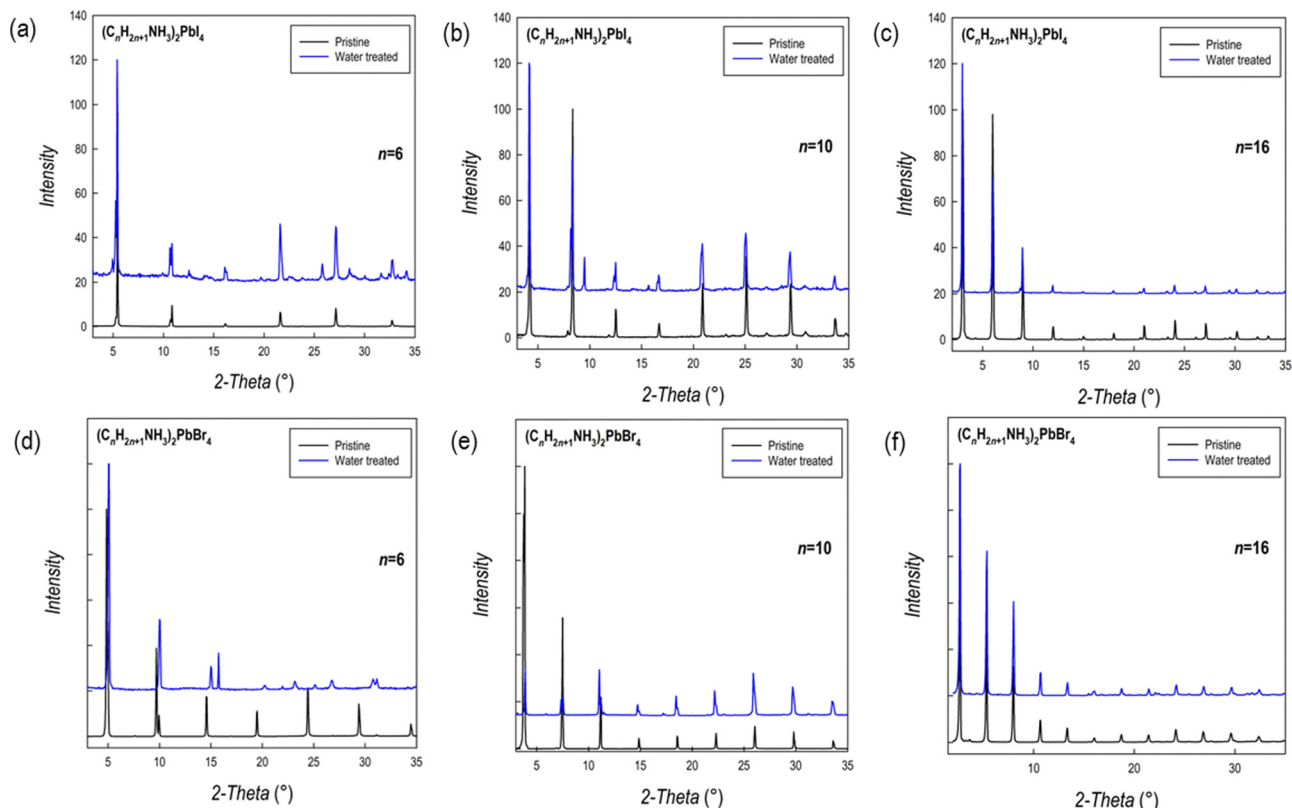 (a)
(CnH2n+1NH3)2PbI4
Pristine
Water treated
n=6
Intensity
140
120
100
80
60
40
20
0
5 10 15 20 25 30 35
2-Theta (°)
(b)
(CnH2n+1NH3)2PbI4
Pristine
Water treated
n=10
Intensity
140
120
100
80
60
40
20
0
5 10 15 20 25 30 35
2-Theta (°)
(c)
(CnH2n+1NH3)2PbI4
Pristine
Water treated
n=16
Intensity
140
120
100
80
60
40
20
0
5 10 15 20 25 30 35
2-Theta (°)
(d)
(CnH2n+1NH3)2PbBr4
Pristine
Water treated
n=6
Intensity
5 10 15 20 25 30 35
2-Theta (°)
(e)
(CnH2n+1NH3)2PbBr4
Pristine
Water treated
n=10
Intensity
5 10 15 20 25 30 35
2-Theta (°)
(f)
(CnH2n+1NH3)2PbBr4
Pristine
Water treated
n=16
Intensity
10 20 30
2-Theta (°)